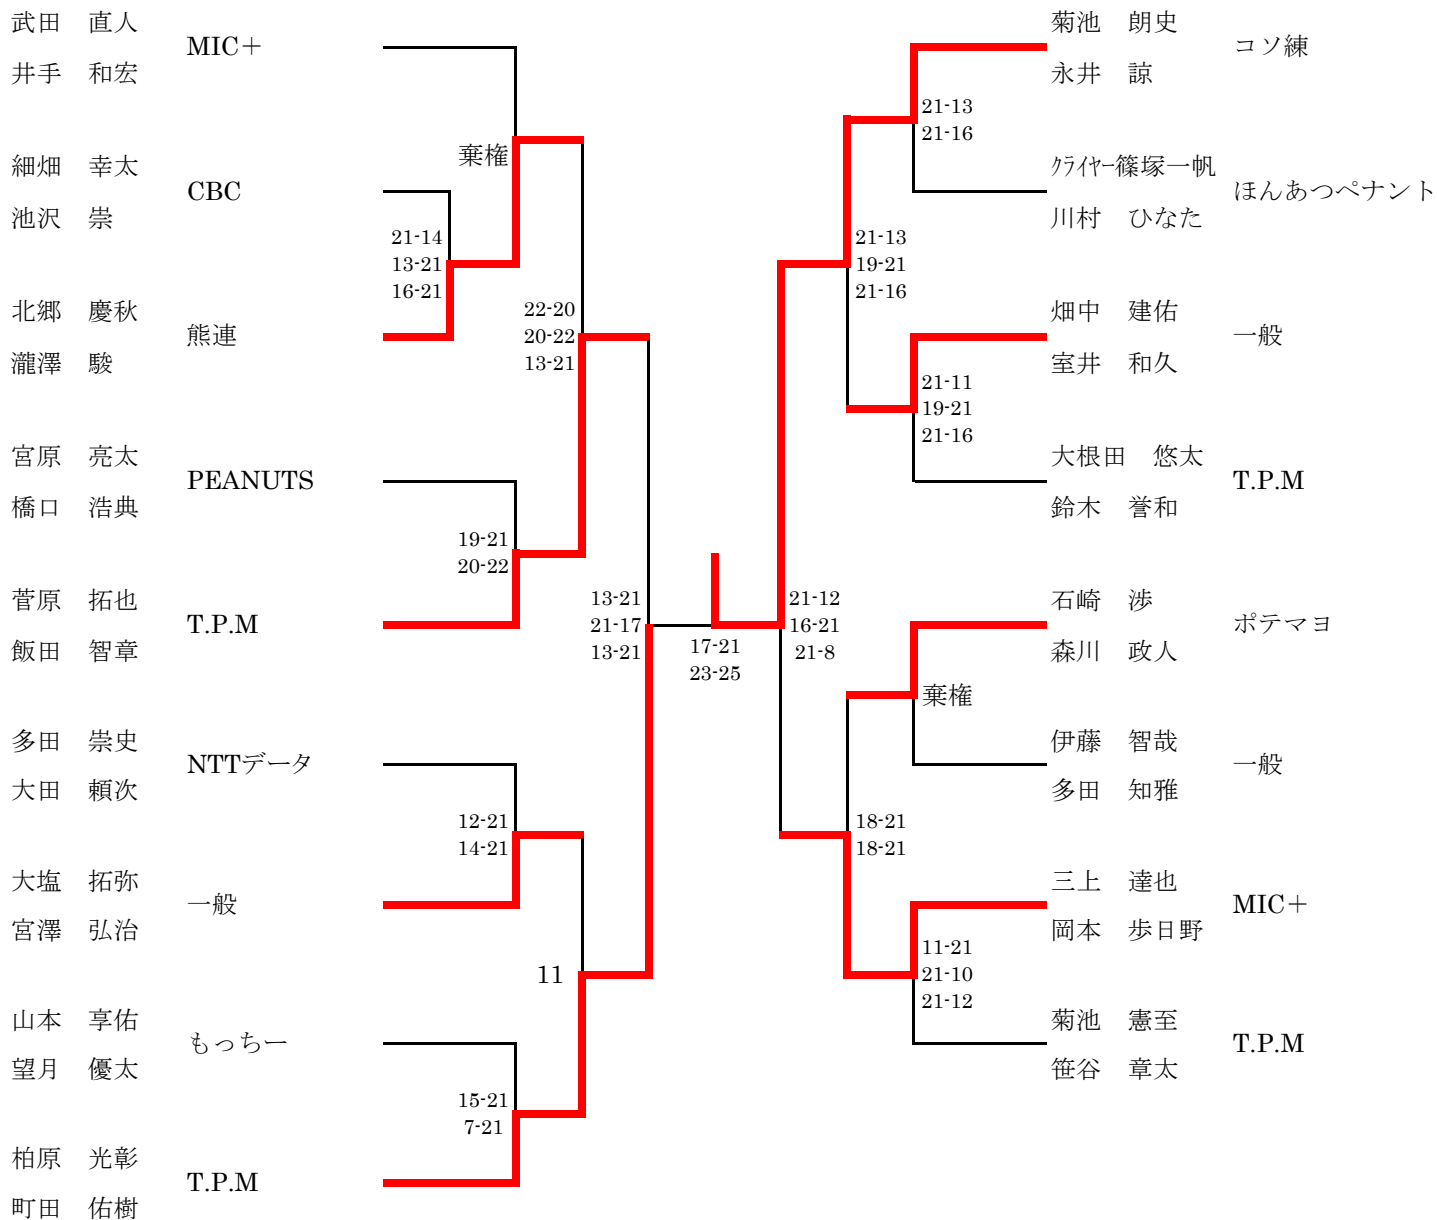 武田　直人
MIC＋
井手　和宏
棄権
細畑　幸太
CBC
池沢　崇
21-14
13-21
16-21
北郷　慶秋
熊連
瀧澤　駿
22-20
20-22
13-21
宮原　亮太
PEANUTS
橋口　浩典
19-21
20-22
菅原　拓也
T.P.M
飯田　智章
13-21
21-17
13-21
多田　崇史
NTTデータ
大田　頼次
12-21
14-21
大塩　拓弥
一般
宮澤　弘治
11
山本　享佑
もっちー
望月　優太
15-21
7-21
柏原　光彰
T.P.M
町田　佑樹
17-21
23-25
菊池　朗史
コソ練
永井　諒
21-13
21-16
ｸﾗｲﾔｰ篠塚一帆
ほんあつペナント
川村　ひなた
21-13
19-21
21-16
畑中　建佑
一般
室井　和久
21-11
19-21
21-16
大根田　悠太
T.P.M
鈴木　誉和
21-12
16-21
21-8
石崎　渉
ポテマヨ
森川　政人
棄権
伊藤　智哉
一般
多田　知雅
18-21
18-21
三上　達也
MIC＋
岡本　歩日野
11-21
21-10
21-12
菊池　憲至
T.P.M
笹谷　章太